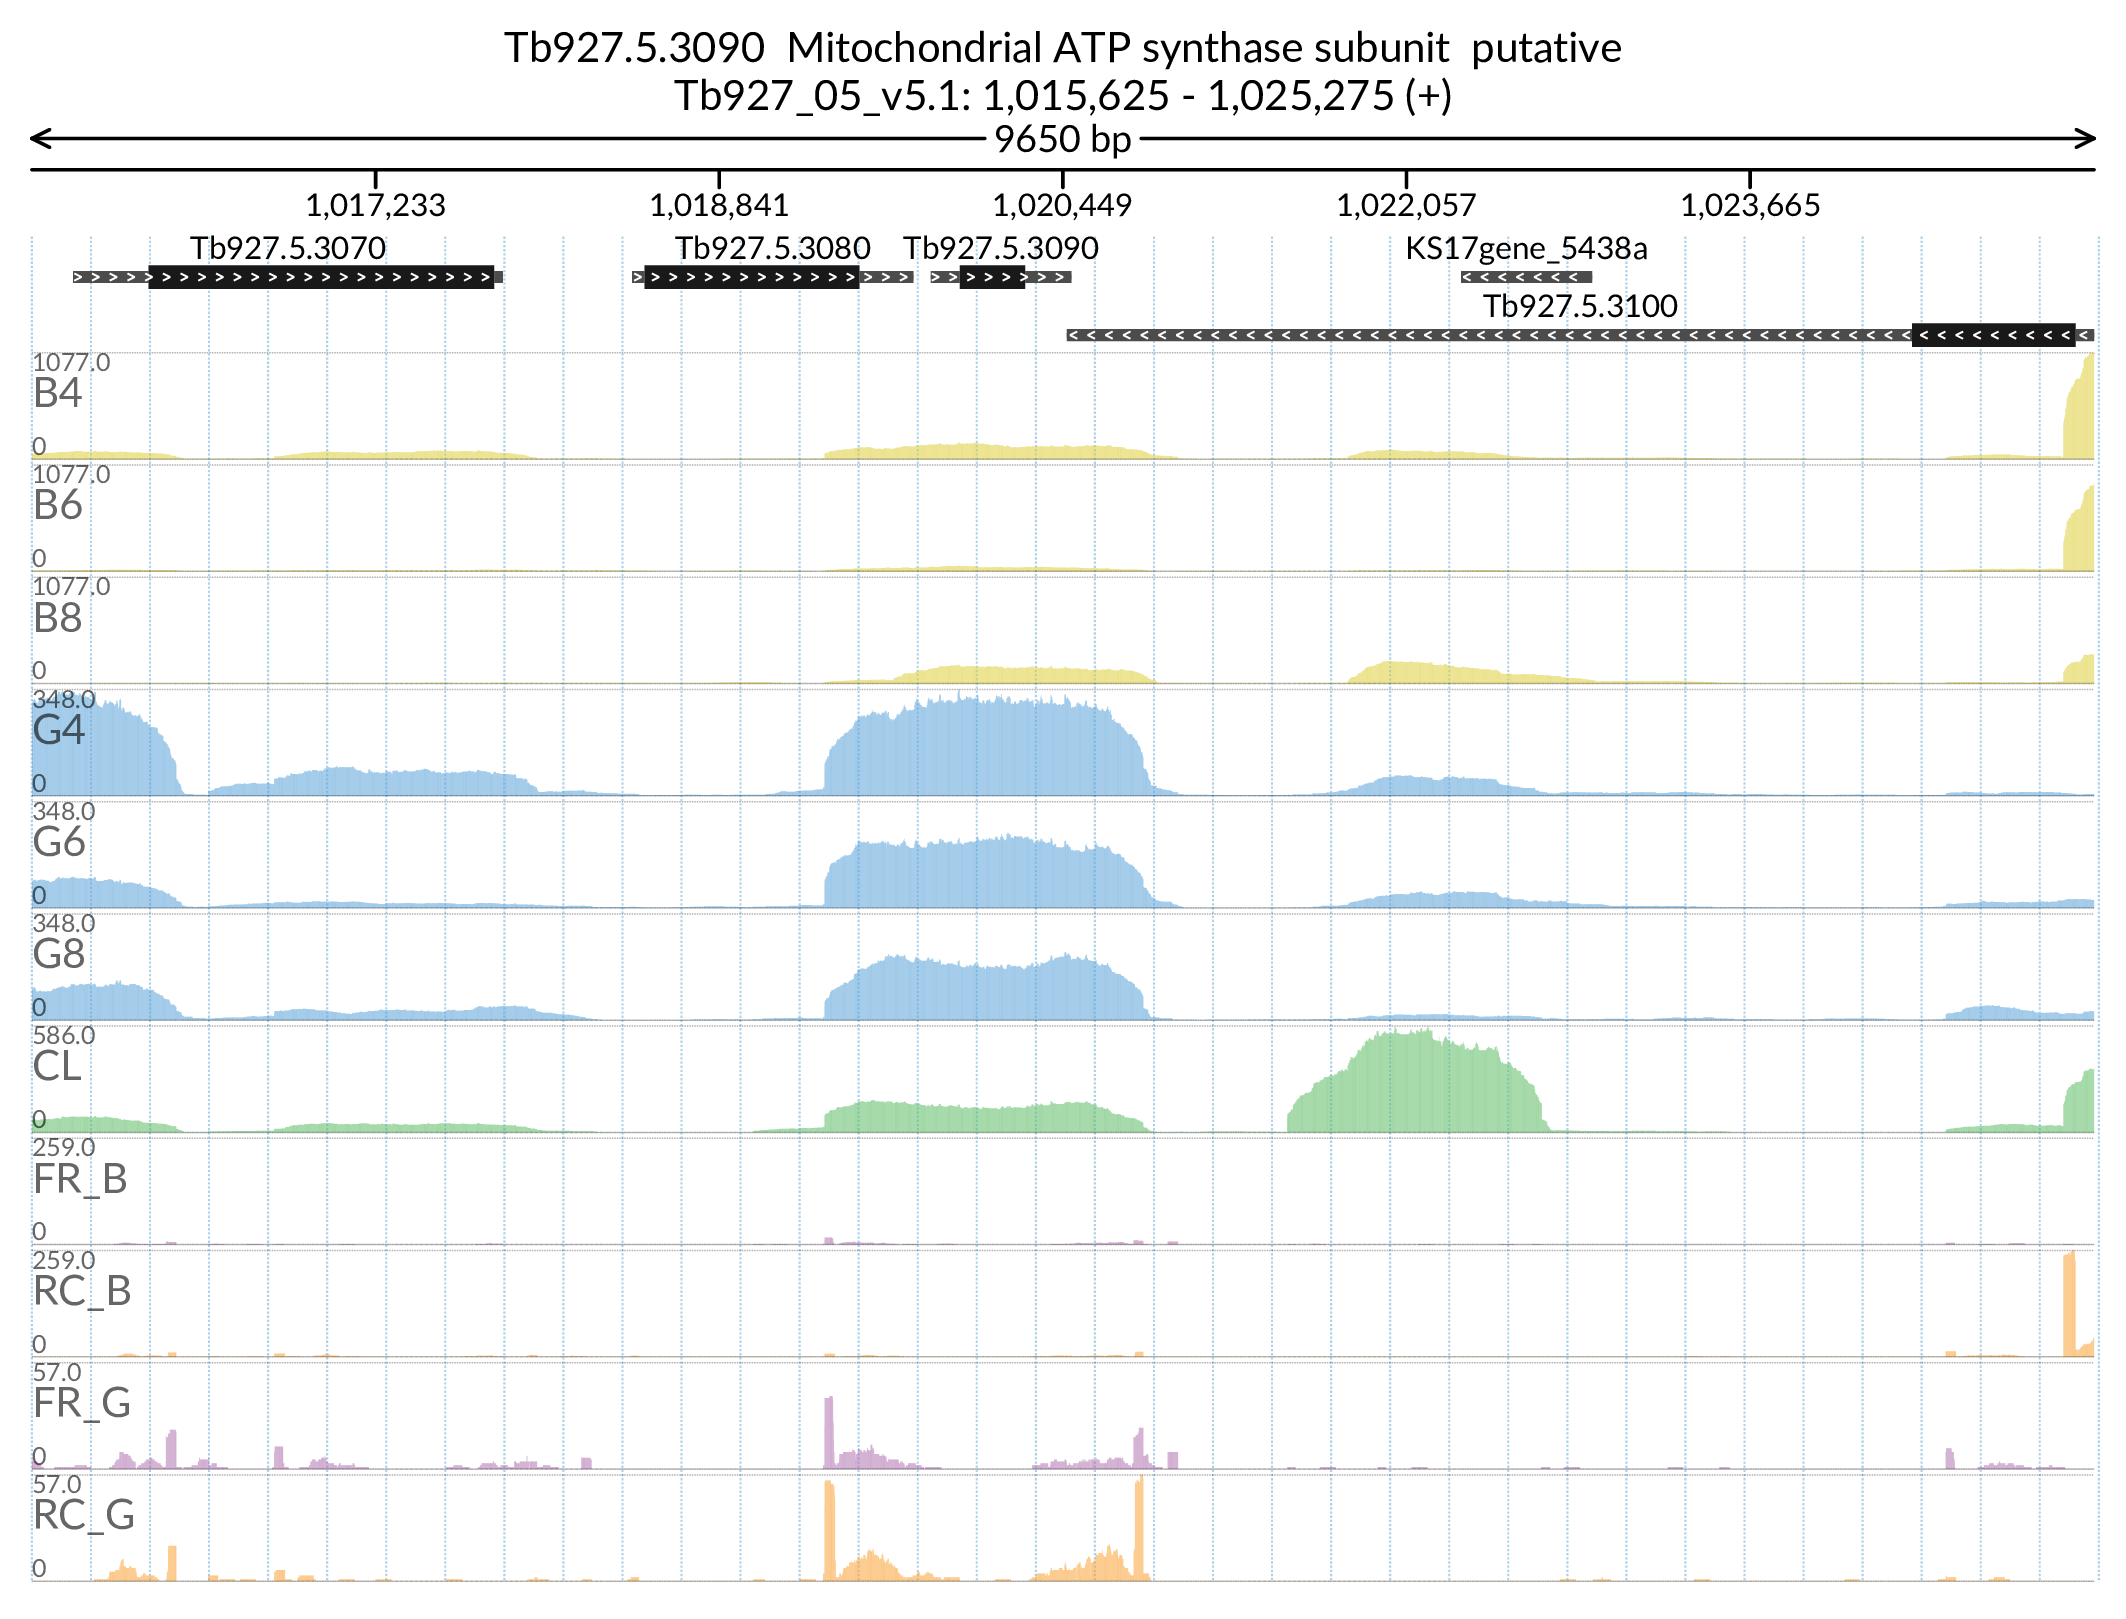 Tb927.5.3090  Mitochondrial ATP synthase subunit  putative
Tb927_05_v5.1: 1,015,625 - 1,025,275 (+)
9650 bp
1,017,233 1,018,841 1,020,449 1,022,057 1,023,665
Tb927.5.3070 Tb927.5.3080 Tb927.5.3090 KS17gene_5438a
Tb927.5.3100
1077.0
B4
0
1077.0
B6
0
1077.0
B8
0
348.0
G4
0
348.0
G6
0
348.0
G8
0
586.0
CL
0
259.0
FR_B
0
259.0
RC_B
0
57.0
FR_G
0
57.0
RC_G
0